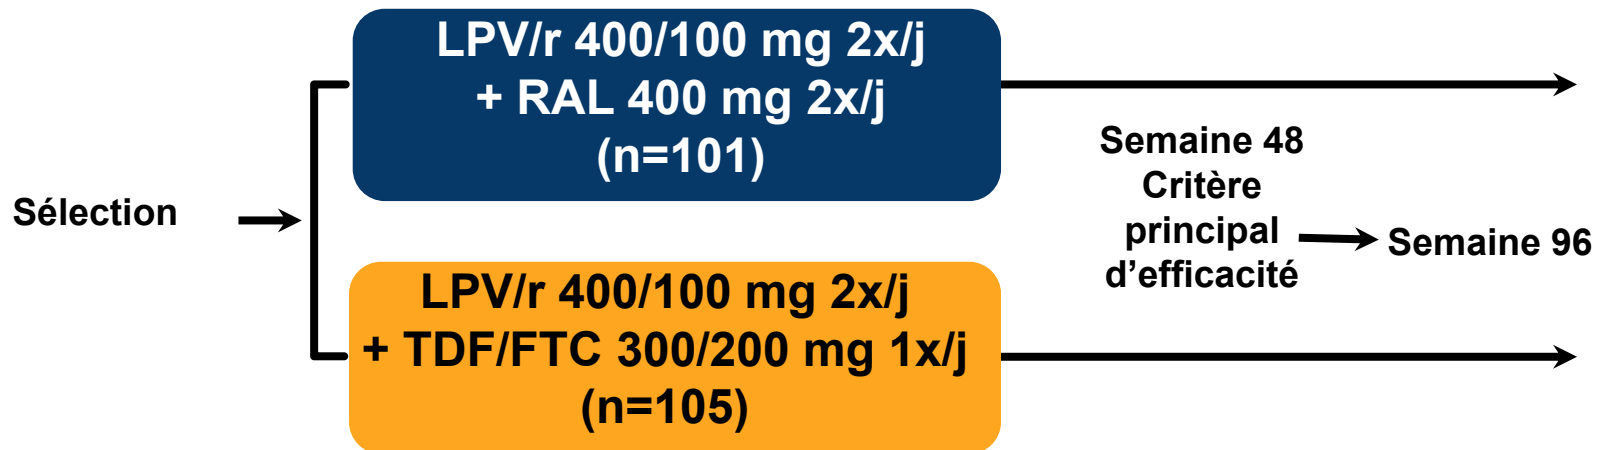 Sélection
LPV/r 400/100 mg 2x/j
+ RAL 400 mg 2x/j
(n=101)
LPV/r 400/100 mg 2x/j
+ TDF/FTC 300/200 mg 1x/j
(n=105)
Semaine 48
Critère
principal
d’efficacité
Semaine 96